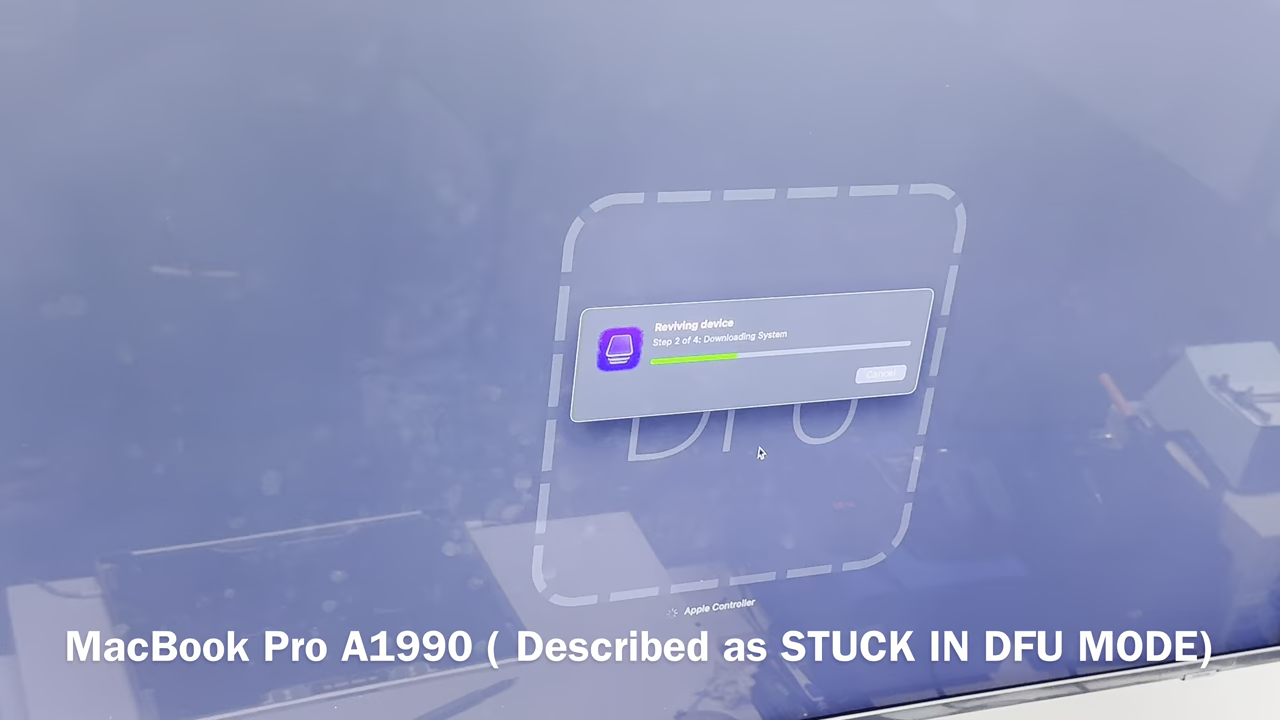 Reviving device
Step 2 of 4: Downloading System
Cancel
DFU
Apple Controller
MacBook Pro A1990 ( Described as STUCK IN DFU MODE)